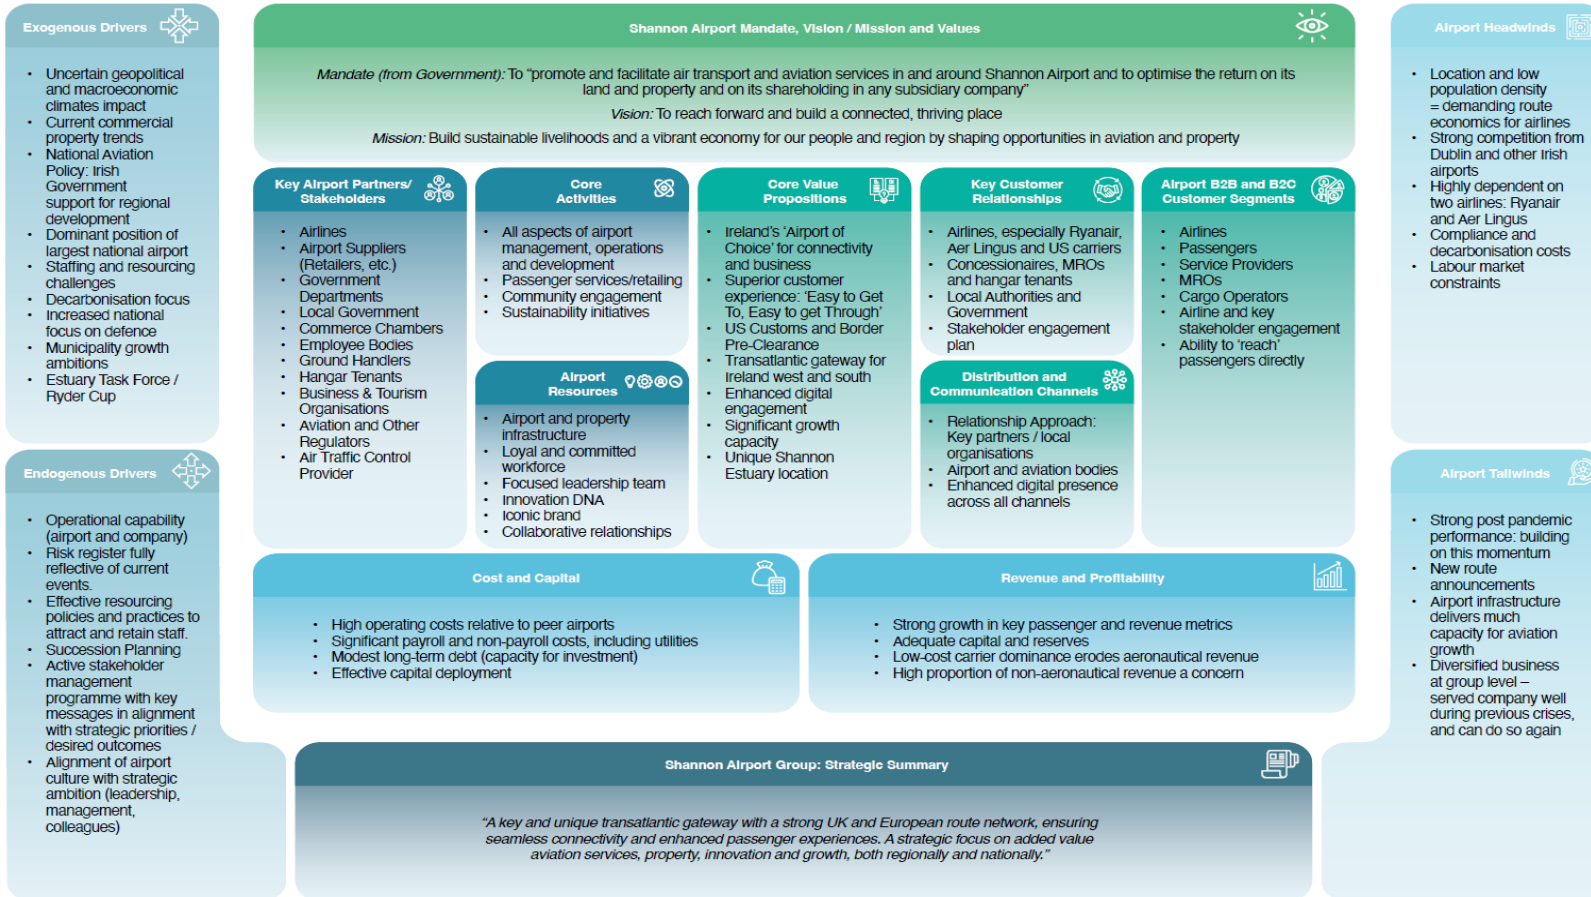 Exogenous Drivers
• Uncertain geopolitical
and macroeconomic
climates impact
• Current commercial
property trends
• National Aviation
Policy: Irish
Government
support for regional
development
• Dominant position of
largest national airport
• Staffing and resourcing
challenges
• Decarbonisation focus
• Increased national
focus on defence
• Municipality growth
ambitions
• Estuary Task Force /
Ryder Cup
Endogenous Drivers
• Operational capability
(airport and company)
• Risk register fully
reflective of current
events.
• Effective resourcing
policies and practices to
attract and retain staff.
• Succession Planning
• Active stakeholder
management
programme with key
messages in alignment
with strategic priorities /
desired outcomes
• Alignment of airport
culture with strategic
ambition (leadership,
management,
colleagues)
Shannon Airport Mandate, Vision / Mission and Values
Mandate (from Government): To “promote and facilitate air transport and aviation services in and around Shannon Airport and to optimise the return on its
land and property and on its shareholding in any subsidiary company”
Vision: To reach forward and build a connected, thriving place
Mission: Build sustainable livelihoods and a vibrant economy for our people and region by shaping opportunities in aviation and property
Key Airport Partners/
Stakeholders
• Airlines
• Airport Suppliers
(Retailers, etc.)
• Government
Departments
• Local Government
• Commerce Chambers
• Employee Bodies
• Ground Handlers
• Hangar Tenants
• Business & Tourism
Organisations
• Aviation and Other
Regulators
• Air Traffic Control
Provider
Core
Activities
• All aspects of airport
management, operations
and development
• Passenger services/retailing
• Community engagement
• Sustainability initiatives
Airport
Resources
• Airport and property
infrastructure
• Loyal and committed
workforce
• Focused leadership team
• Innovation DNA
• Iconic brand
• Collaborative relationships
Core Value
Propositions
• Ireland’s ‘Airport of
Choice’ for connectivity
and business
• Superior customer
experience: ‘Easy to Get
To, Easy to get Through’
• US Customs and Border
Pre-Clearance
• Transatlantic gateway for
Ireland west and south
• Enhanced digital
engagement
• Significant growth
capacity
• Unique Shannon
Estuary location
Key Customer
Relationships
• Airlines, especially Ryanair,
Aer Lingus and US carriers
• Concessionaires, MROs
and hangar tenants
• Local Authorities and
Government
• Stakeholder engagement
plan
Distribution and
Communication Channels
• Relationship Approach:
Key partners / local
organisations
• Airport and aviation bodies
• Enhanced digital presence
across all channels
Airport B2B and B2C
Customer Segments
• Airlines
• Passengers
• Service Providers
• MROs
• Cargo Operators
• Airline and key
stakeholder engagement
• Ability to ‘reach’
passengers directly
Cost and Capital
• High operating costs relative to peer airports
• Significant payroll and non-payroll costs, including utilities
• Modest long-term debt (capacity for investment)
• Effective capital deployment
Revenue and Profitability
• Strong growth in key passenger and revenue metrics
• Adequate capital and reserves
• Low-cost carrier dominance erodes aeronautical revenue
• High proportion of non-aeronautical revenue a concern
Shannon Airport Group: Strategic Summary
“A key and unique transatlantic gateway with a strong UK and European route network, ensuring
seamless connectivity and enhanced passenger experiences. A strategic focus on added value
aviation services, property, innovation and growth, both regionally and nationally.”
Airport Headwinds
• Location and low
population density
= demanding route
economics for airlines
• Strong competition from
Dublin and other Irish
airports
• Highly dependent on
two airlines: Ryanair
and Aer Lingus
• Compliance and
decarbonisation costs
• Labour market
constraints
Airport Tailwinds
• Strong post pandemic
performance: building
on this momentum
• New route
announcements
• Airport infrastructure
delivers much
capacity for aviation
growth
• Diversified business
at group level –
served company well
during previous crises,
and can do so again